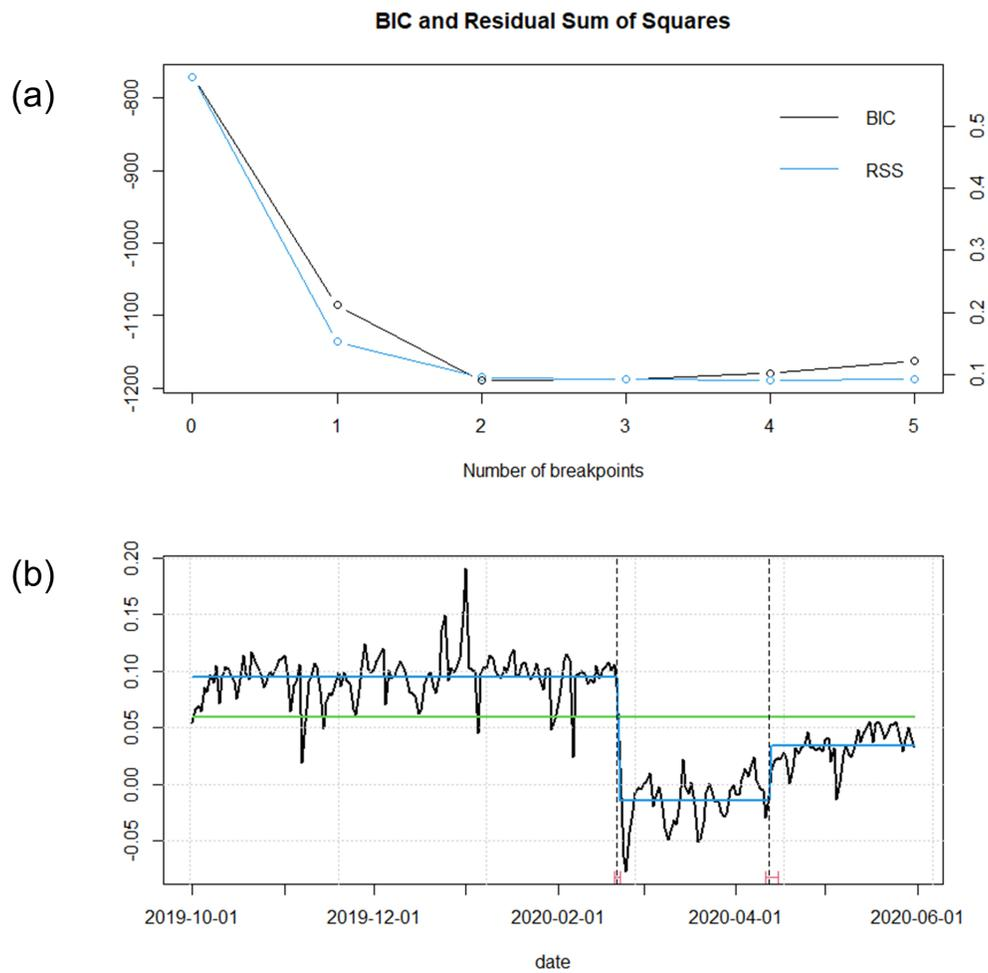 BIC and Residual Sum of Squares
(a)
-800
-900
-1000
-1100
-1200
0.5
0.4
0.3
0.2
0.1
BIC
RSS
0 1 2 3 4 5
Number of breakpoints
(b)
0.20
0.15
0.10
0.05
0.00
-0.05
2019-10-01 2019-12-01 2020-02-01 2020-04-01 2020-06-01
date